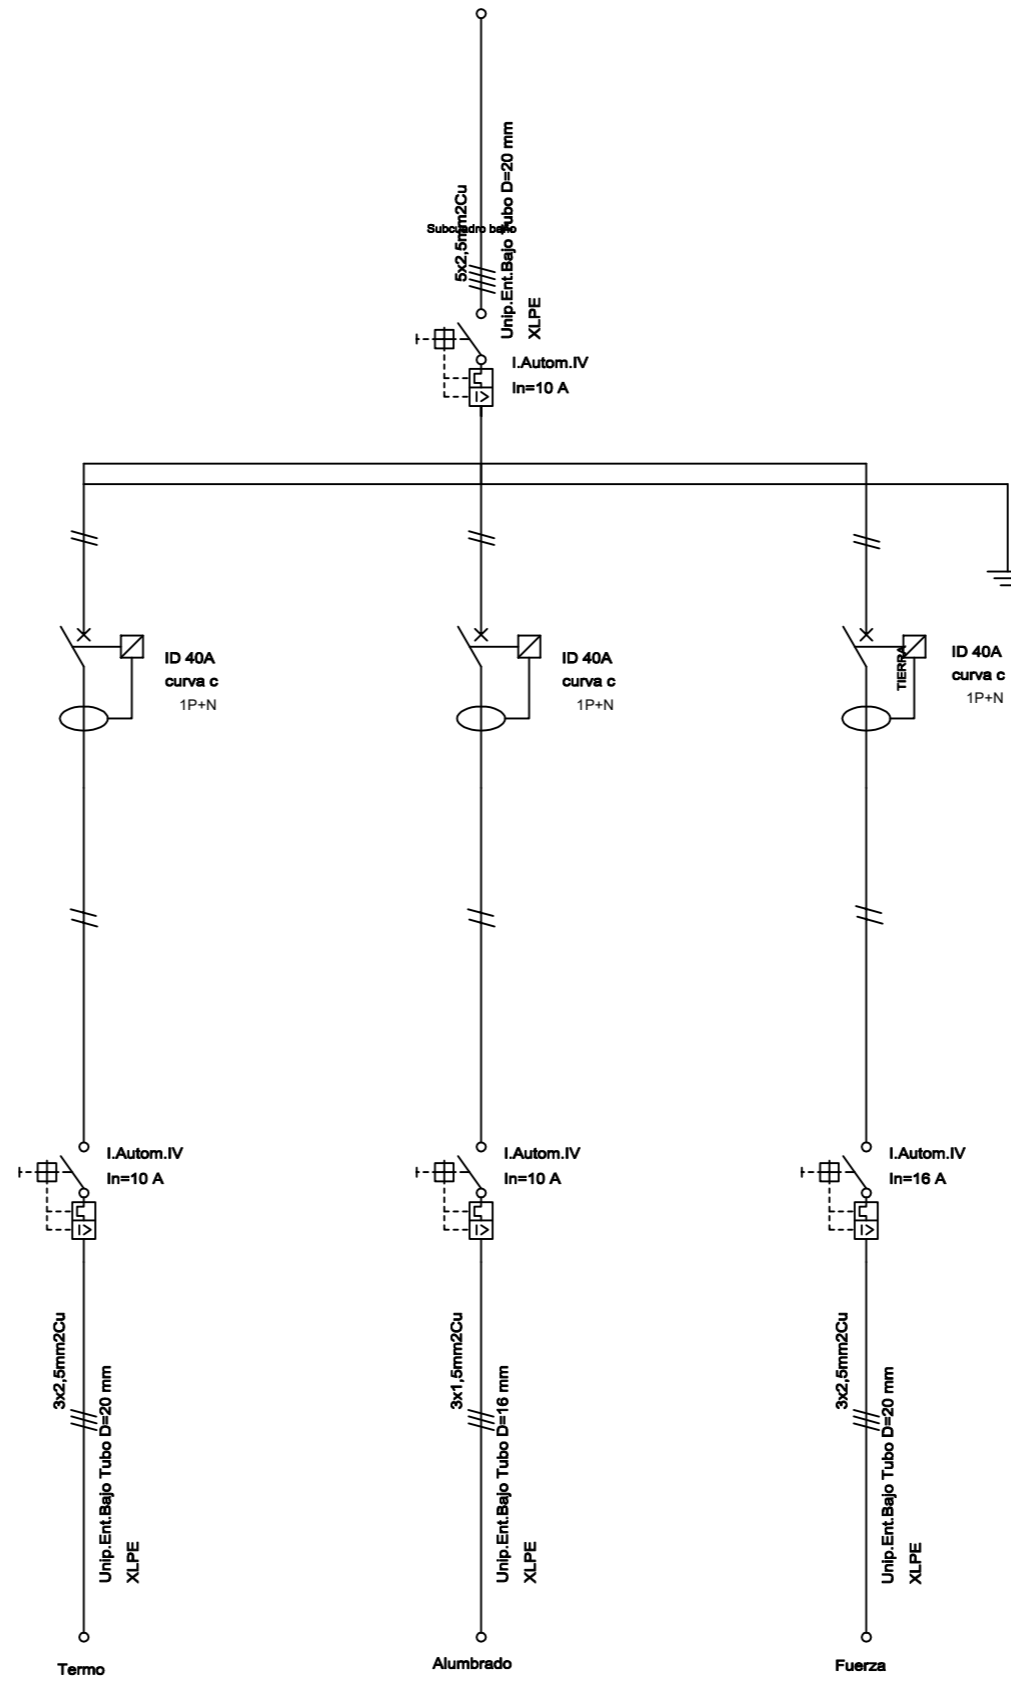 5x2,5mm2Cu
Unip.Ent.Bajo Tubo D=20 mm
XLPE
Subcuadro baño
I.Autom.IV
In=10 A
ID 40A
curva c
1P+N
ID 40A
curva c
1P+N
TIERRA
ID 40A
curva c
1P+N
I.Autom.IV
In=10 A
I.Autom.IV
In=10 A
I.Autom.IV
In=16 A
3x2,5mm2Cu
Unip.Ent.Bajo Tubo D=20 mm
XLPE
3x1,5mm2Cu
Unip.Ent.Bajo Tubo D=16 mm
XLPE
3x2,5mm2Cu
Unip.Ent.Bajo Tubo D=20 mm
XLPE
Termo
Alumbrado
Fuerza